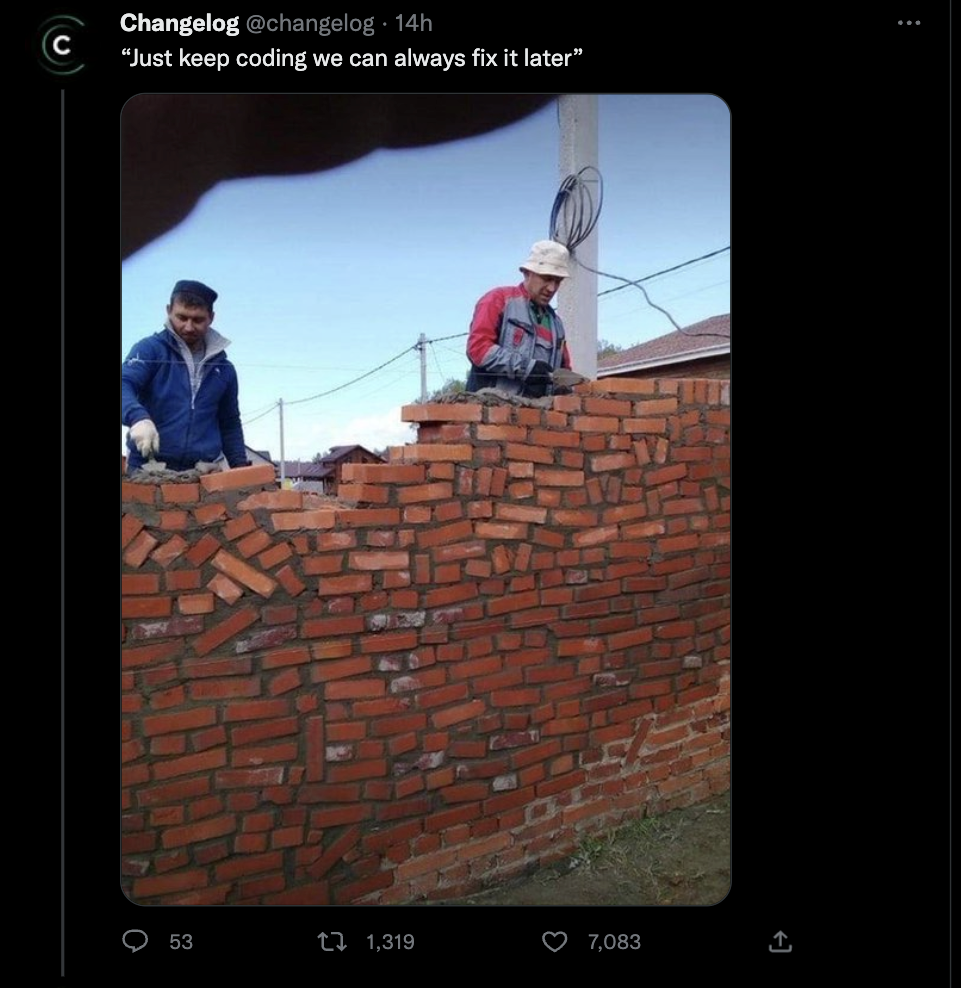 Changelog @changelog · 14h
“Just keep coding we can always fix it later”
53 1,319 7,083